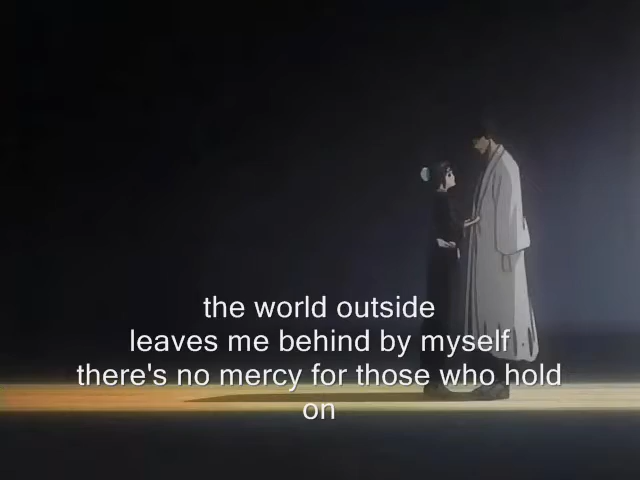 the world outside
leaves me behind by myself
there's no mercy for those who hold
on